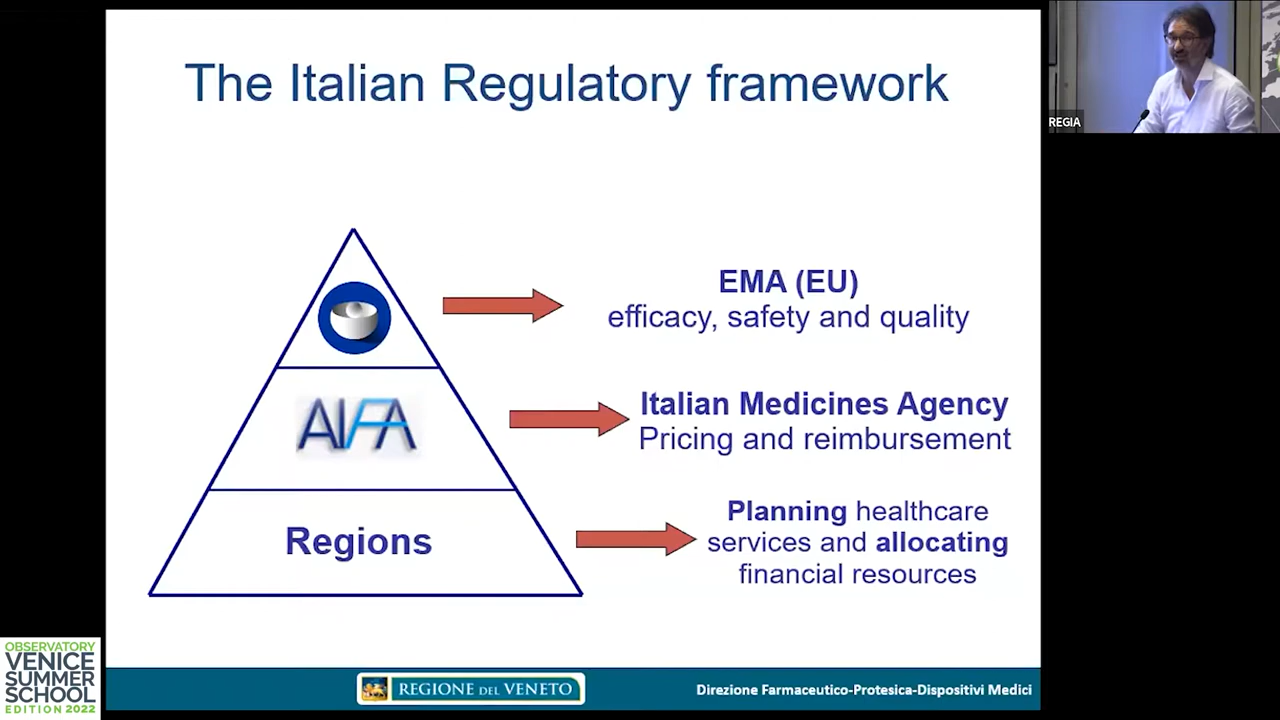 The Italian Regulatory framework
REGIA
EMA (EU)
efficacy, safety and quality
AIFA
Italian Medicines Agency
Pricing and reimbursement
Regions
Planning healthcare
services and allocating
financial resources
OBSERVATORY
VENICE
SUMMER
SCHOOL
EDITION 2022
REGIONE DEL VENETO
Direzione Farmaceutico-Protesica-Dispositivi Medici